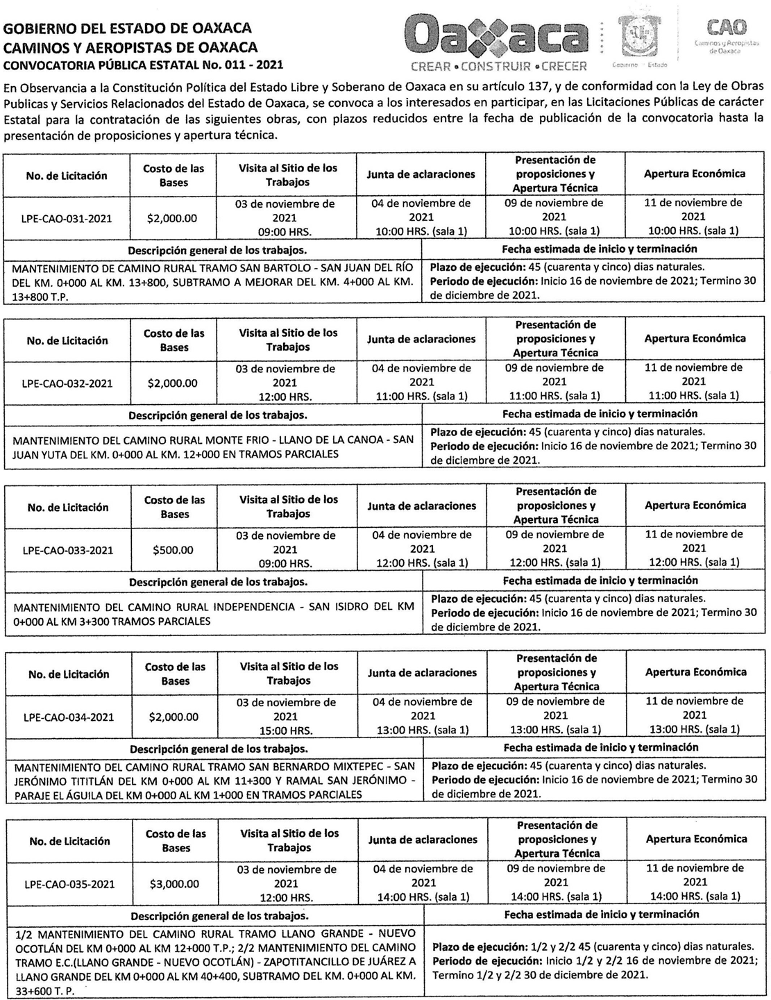 GOBIERNO DEL ESTADO DE OAXACA
CAMINOS Y AEROPISTAS DE OAXACA
CONVOCATORIA PÚBLICA ESTATAL No. 011 - 2021
Oaxaca
CREAR • CONSTRUIR • CRECER
Gobierno Estado
CAO
Caminos y Aeropistas
de Oaxaca
En Observancia a la Constitución Política del Estado Libre y Soberano de Oaxaca en su artículo 137, y de conformidad con la Ley de Obras
Publicas y Servicios Relacionados del Estado de Oaxaca, se convoca a los interesados en participar, en las Licitaciones Públicas de carácter
Estatal para la contratación de las siguientes obras, con plazos reducidos entre la fecha de publicación de la convocatoria hasta la
presentación de proposiciones y apertura técnica.
No. de Licitación
Costo de las
Bases
Visita al Sitio de los
Trabajos
Junta de aclaraciones
Presentación de
proposiciones y
Apertura Técnica
Apertura Económica
LPE-CAO-031-2021
$2,000.00
03 de noviembre de
2021
09:00 HRS.
04 de noviembre de
2021
10:00 HRS. (sala 1)
09 de noviembre de
2021
10:00 HRS. (sala 1)
11 de noviembre de
2021
10:00 HRS. (sala 1)
Descripción general de los trabajos.
Fecha estimada de inicio y terminación
MANTENIMIENTO DE CAMINO RURAL TRAMO SAN BARTOLO - SAN JUAN DEL RÍO
DEL KM. 0+000 AL KM. 13+800, SUBTRAMO A MEJORAR DEL KM. 4+000 AL KM.
13+800 T.P.
Plazo de ejecución: 45 (cuarenta y cinco) dias naturales.
Periodo de ejecución: Inicio 16 de noviembre de 2021; Termino 30
de diciembre de 2021.
No. de Licitación
Costo de las
Bases
Visita al Sitio de los
Trabajos
Junta de aclaraciones
Presentación de
proposiciones y
Apertura Técnica
Apertura Económica
LPE-CAO-032-2021
$2,000.00
03 de noviembre de
2021
12:00 HRS.
04 de noviembre de
2021
11:00 HRS. (sala 1)
09 de noviembre de
2021
11:00 HRS. (sala 1)
11 de noviembre de
2021
11:00 HRS. (sala 1)
Descripción general de los trabajos.
Fecha estimada de inicio y terminación
MANTENIMIENTO DEL CAMINO RURAL MONTE FRIO - LLANO DE LA CANOA - SAN
JUAN YUTA DEL KM. 0+000 AL KM. 12+000 EN TRAMOS PARCIALES
Plazo de ejecución: 45 (cuarenta y cinco) dias naturales.
Periodo de ejecución: Inicio 16 de noviembre de 2021; Termino 30
de diciembre de 2021.
No. de Licitación
Costo de las
Bases
Visita al Sitio de los
Trabajos
Junta de aclaraciones
Presentación de
proposiciones y
Apertura Técnica
Apertura Económica
LPE-CAO-033-2021
$500.00
03 de noviembre de
2021
09:00 HRS.
04 de noviembre de
2021
12:00 HRS. (sala 1)
09 de noviembre de
2021
12:00 HRS. (sala 1)
11 de noviembre de
2021
12:00 HRS. (sala 1)
Descripción general de los trabajos.
Fecha estimada de inicio y terminación
MANTENIMIENTO DEL CAMINO RURAL INDEPENDENCIA - SAN ISIDRO DEL KM
0+000 AL KM 3+300 TRAMOS PARCIALES
Plazo de ejecución: 45 (cuarenta y cinco) dias naturales.
Periodo de ejecución: Inicio 16 de noviembre de 2021; Termino 30
de diciembre de 2021.
No. de Licitación
Costo de las
Bases
Visita al Sitio de los
Trabajos
Junta de aclaraciones
Presentación de
proposiciones y
Apertura Técnica
Apertura Económica
LPE-CAO-034-2021
$2,000.00
03 de noviembre de
2021
15:00 HRS.
04 de noviembre de
2021
13:00 HRS. (sala 1)
09 de noviembre de
2021
13:00 HRS. (sala 1)
11 de noviembre de
2021
13:00 HRS. (sala 1)
Descripción general de los trabajos.
Fecha estimada de inicio y terminación
MANTENIMIENTO DEL CAMINO RURAL TRAMO SAN BERNARDO MIXTEPEC - SAN
JERÓNIMO TITITLÁN DEL KM 0+000 AL KM 11+300 Y RAMAL SAN JERÓNIMO -
PARAJE EL ÁGUILA DEL KM 0+000 AL KM 1+000 EN TRAMOS PARCIALES
Plazo de ejecución: 45 (cuarenta y cinco) dias naturales.
Periodo de ejecución: Inicio 16 de noviembre de 2021; Termino 30
de diciembre de 2021.
No. de Licitación
Costo de las
Bases
Visita al Sitio de los
Trabajos
Junta de aclaraciones
Presentación de
proposiciones y
Apertura Técnica
Apertura Económica
LPE-CAO-035-2021
$3,000.00
03 de noviembre de
2021
12:00 HRS.
04 de noviembre de
2021
14:00 HRS. (sala 1)
09 de noviembre de
2021
14:00 HRS. (sala 1)
11 de noviembre de
2021
14:00 HRS. (sala 1)
Descripción general de los trabajos.
Fecha estimada de inicio y terminación
1/2 MANTENIMIENTO DEL CAMINO RURAL TRAMO LLANO GRANDE - NUEVO
OCOTLÁN DEL KM 0+000 AL KM 12+000 T.P.; 2/2 MANTENIMIENTO DEL CAMINO
TRAMO E.C.(LLANO GRANDE - NUEVO OCOTLÁN) - ZAPOTITANCILLO DE JUÁREZ A
LLANO GRANDE DEL KM 0+000 AL KM 40+400, SUBTRAMO DEL KM. 0+000 AL KM.
33+600 T. P.
Plazo de ejecución: 1/2 y 2/2 45 (cuarenta y cinco) dias naturales.
Periodo de ejecución: Inicio 1/2 y 2/2 16 de noviembre de 2021;
Termino 1/2 y 2/2 30 de diciembre de 2021.